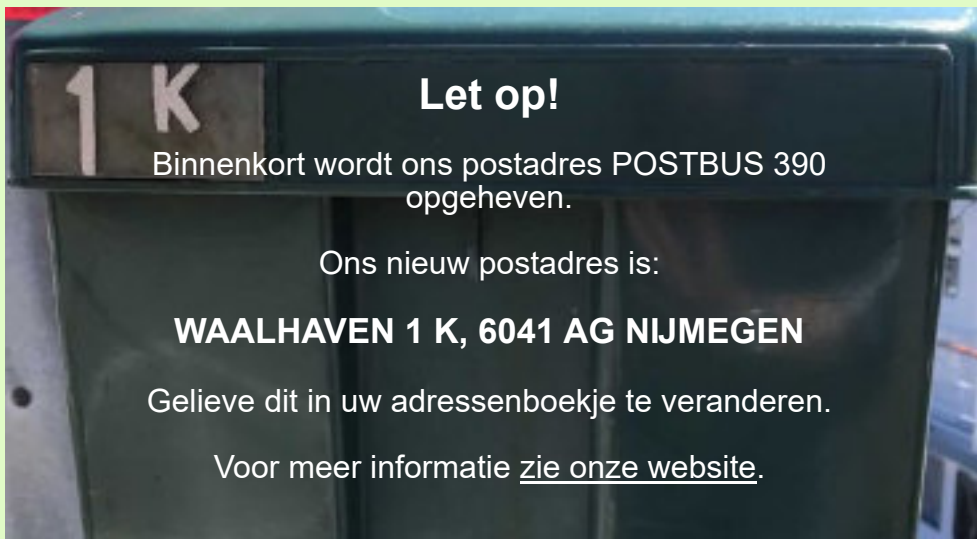 1 K
Let op!
Binnenkort wordt ons postadres POSTBUS 390
opgeheven.
Ons nieuw postadres is:
WAALHAVEN 1 K, 6041 AG NIJMEGEN
Gelieve dit in uw adressenboekje te veranderen.
Voor meer informatie zie onze website.